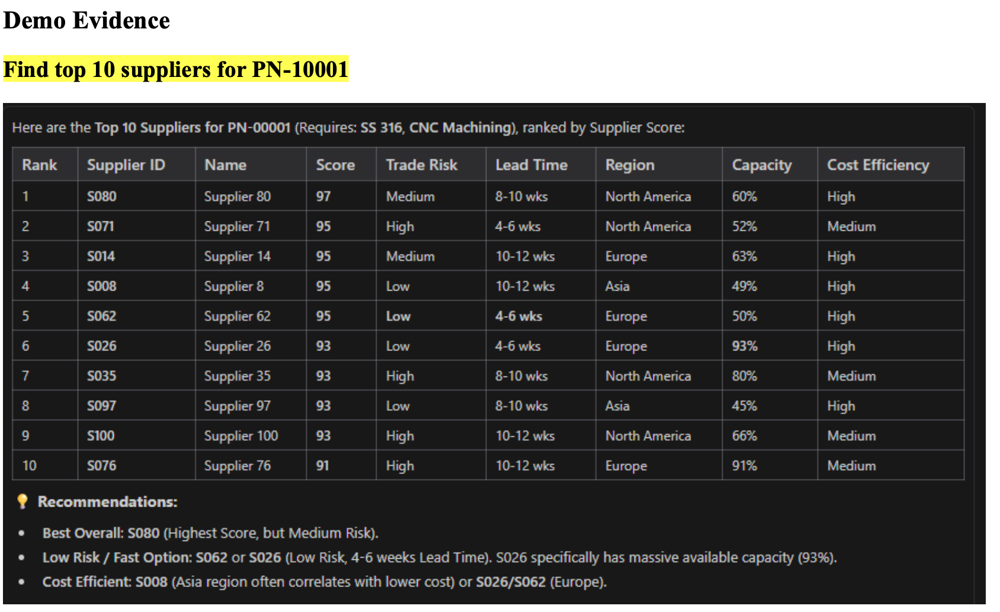 Demo Evidence
Find top 10 suppliers for PN-10001
Here are the Top 10 Suppliers for PN-00001 (Requires: SS 316, CNC Machining), ranked by Supplier Score:
Rank Supplier ID Name Score Trade Risk Lead Time Region Capacity Cost Efficiency
1 S080 Supplier 80 97 Medium 8-10 wks North America 60% High
2 S071 Supplier 71 95 High 4-6 wks North America 52% Medium
3 S014 Supplier 14 95 Medium 10-12 wks Europe 63% High
4 S008 Supplier 8 95 Low 10-12 wks Asia 49% High
5 S062 Supplier 62 95 Low 4-6 wks Europe 50% High
6 S026 Supplier 26 93 Low 4-6 wks Europe 93% High
7 S035 Supplier 35 93 High 8-10 wks North America 80% Medium
8 S097 Supplier 97 93 Low 8-10 wks Asia 45% High
9 S100 Supplier 100 93 High 10-12 wks North America 66% Medium
10 S076 Supplier 76 91 High 10-12 wks Europe 91% Medium
💡 Recommendations:
• Best Overall: S080 (Highest Score, but Medium Risk).
• Low Risk / Fast Option: S062 or S026 (Low Risk, 4-6 weeks Lead Time). S026 specifically has massive available capacity (93%).
• Cost Efficient: S008 (Asia region often correlates with lower cost) or S026/S062 (Europe).